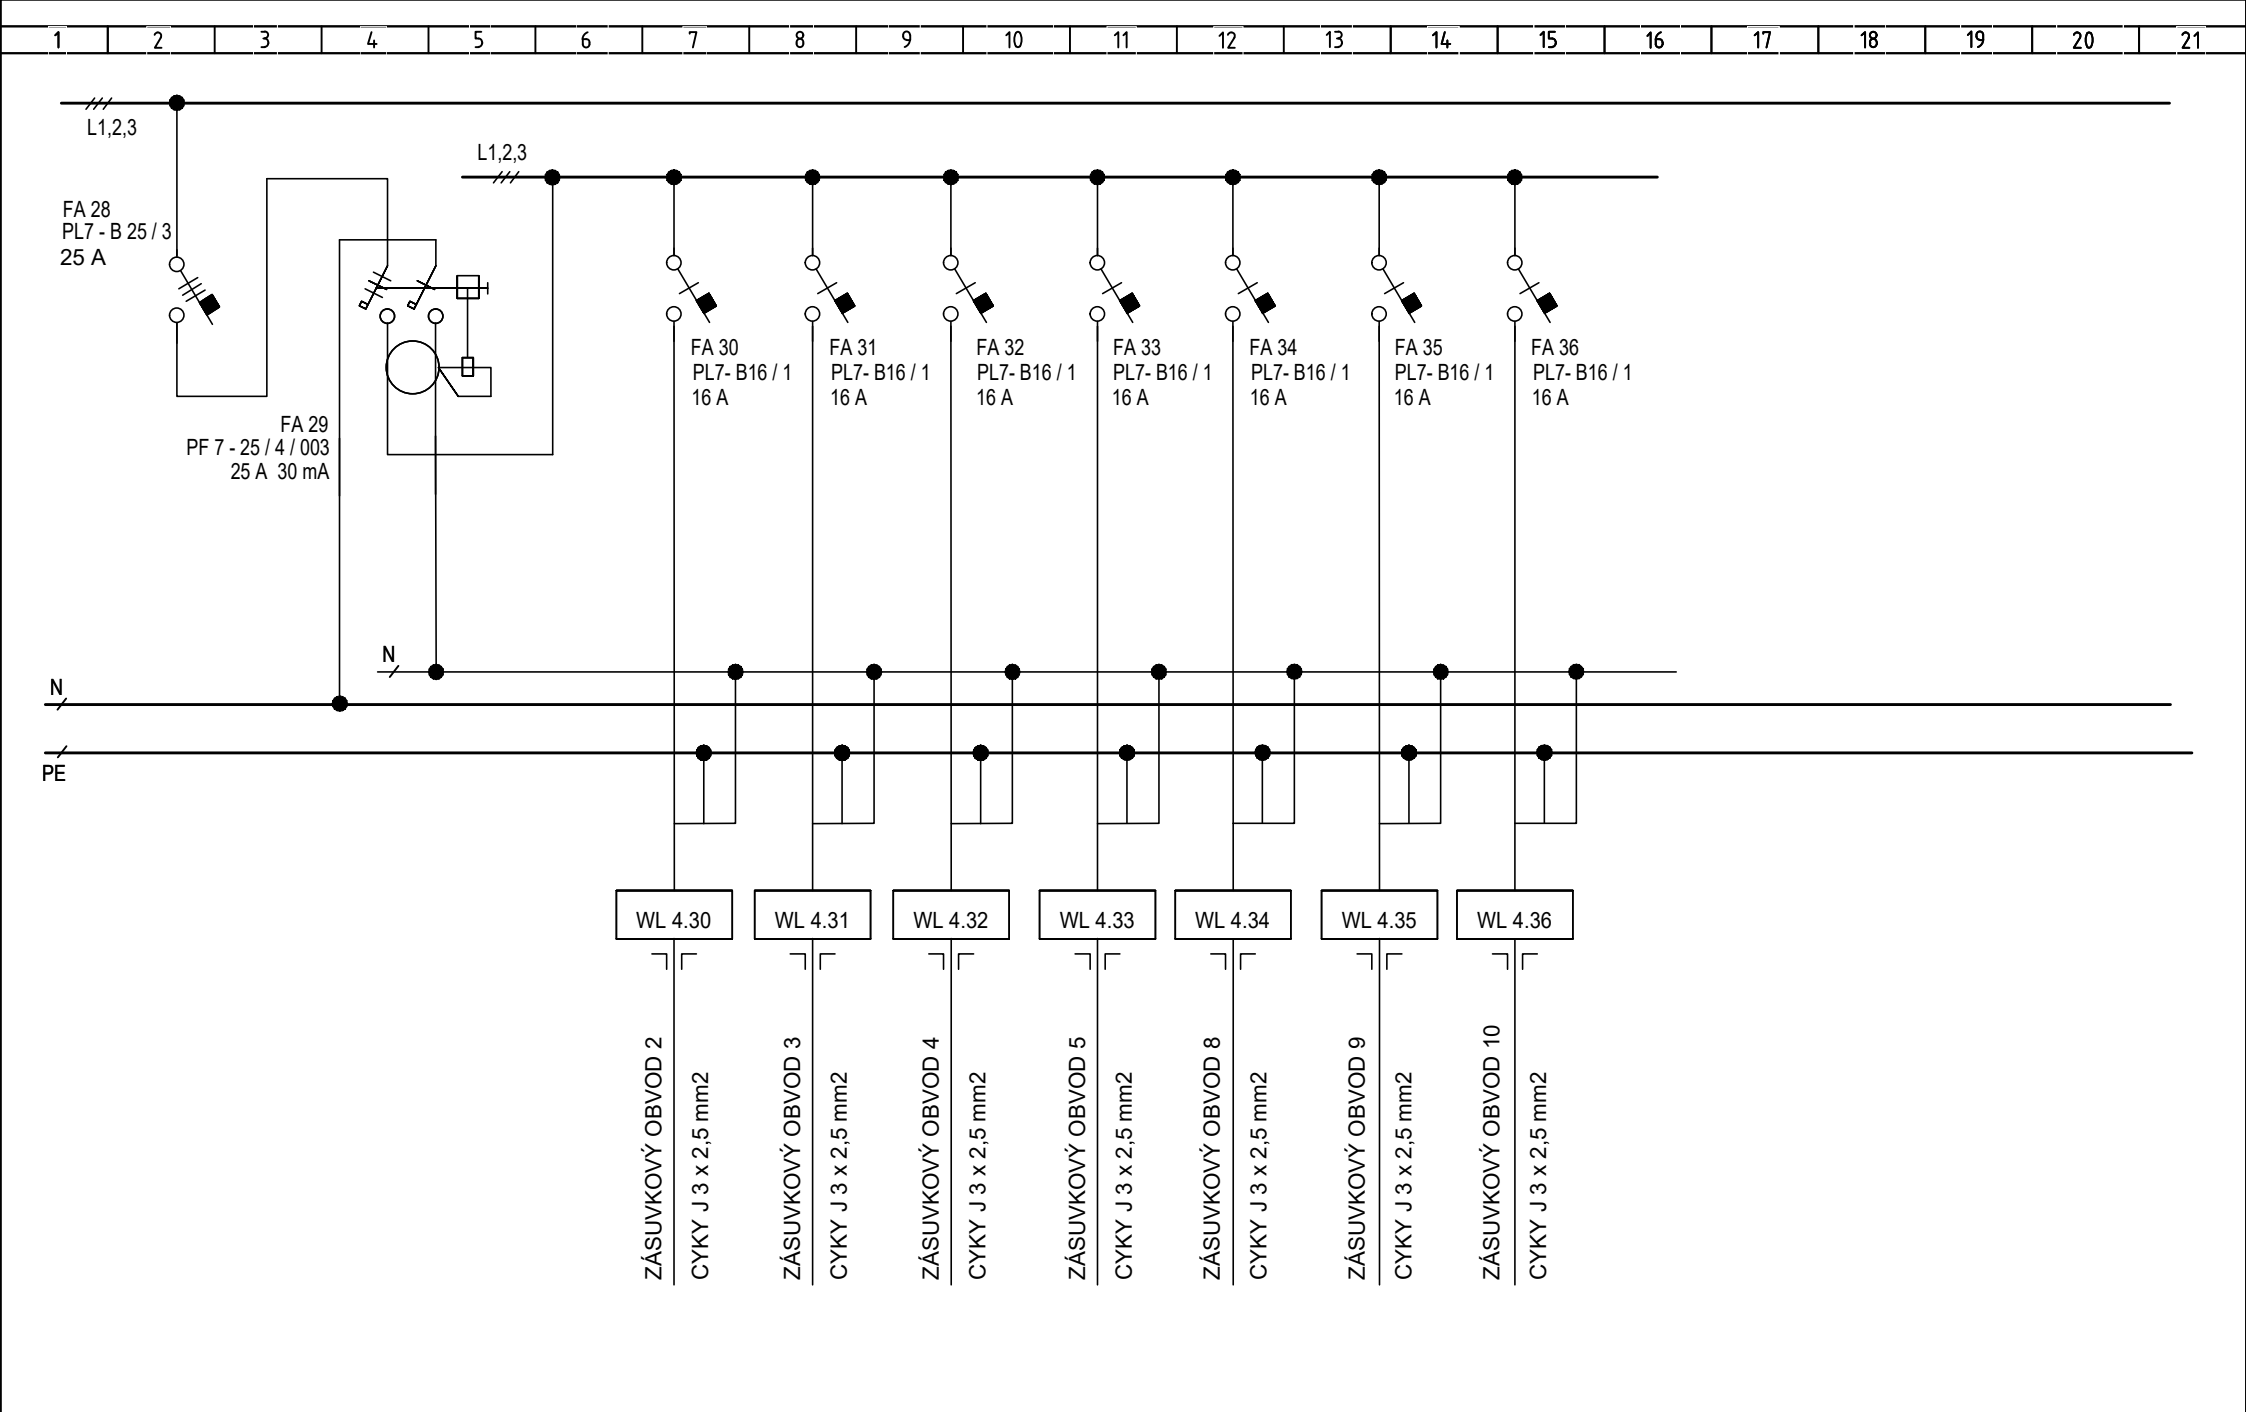 1 2 3 4 5 6 7 8 9 10 11 12 13 14 15 16 17 18 19 20 21
L1,2,3
L1,2,3
FA 28
PL7 - B 25 / 3
25 A
FA 29
PF 7 - 25 / 4 / 003
25 A 30 mA
FA 30
PL7- B16 / 1
16 A
FA 31
PL7- B16 / 1
16 A
FA 32
PL7- B16 / 1
16 A
FA 33
PL7- B16 / 1
16 A
FA 34
PL7- B16 / 1
16 A
FA 35
PL7- B16 / 1
16 A
FA 36
PL7- B16 / 1
16 A
N
N
PE
WL 4.30
WL 4.31
WL 4.32
WL 4.33
WL 4.34
WL 4.35
WL 4.36
ZÁSUVKOVÝ OBVOD 2
CYKY J 3 x 2,5 mm2
ZÁSUVKOVÝ OBVOD 3
CYKY J 3 x 2,5 mm2
ZÁSUVKOVÝ OBVOD 4
CYKY J 3 x 2,5 mm2
ZÁSUVKOVÝ OBVOD 5
CYKY J 3 x 2,5 mm2
ZÁSUVKOVÝ OBVOD 8
CYKY J 3 x 2,5 mm2
ZÁSUVKOVÝ OBVOD 9
CYKY J 3 x 2,5 mm2
ZÁSUVKOVÝ OBVOD 10
CYKY J 3 x 2,5 mm2